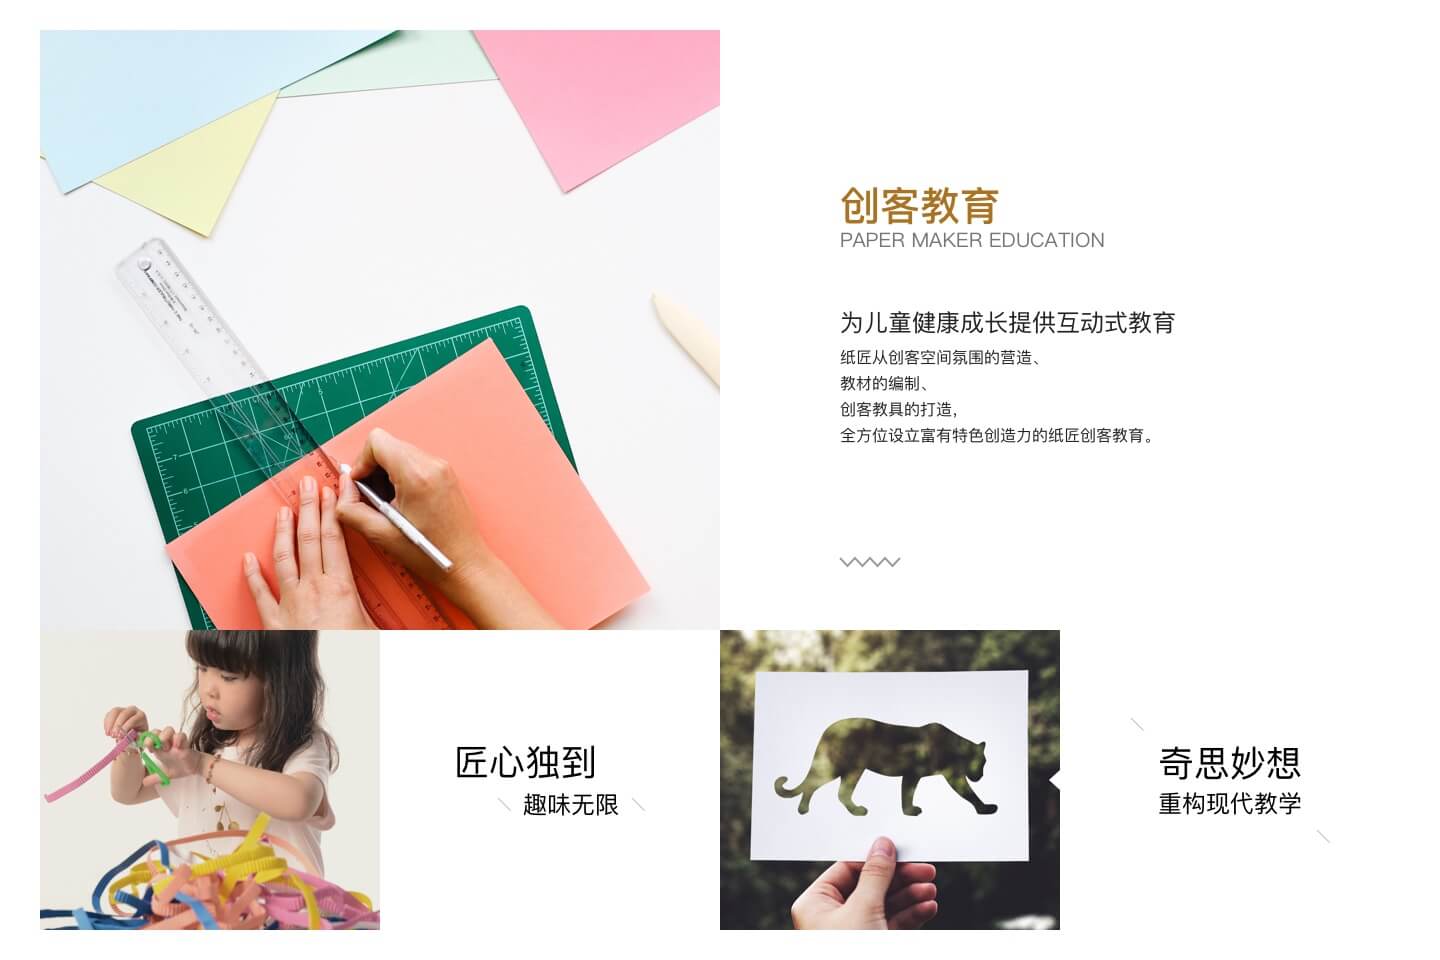 创客教育
PAPER MAKER EDUCATION
为儿童健康成长提供互动式教育
纸匠从创客空间氛围的营造、
教材的编制、
创客教具的打造，
全方位设立富有特色创造力的纸匠创客教育。
匠心独到
趣味无限
奇思妙想
重构现代教学